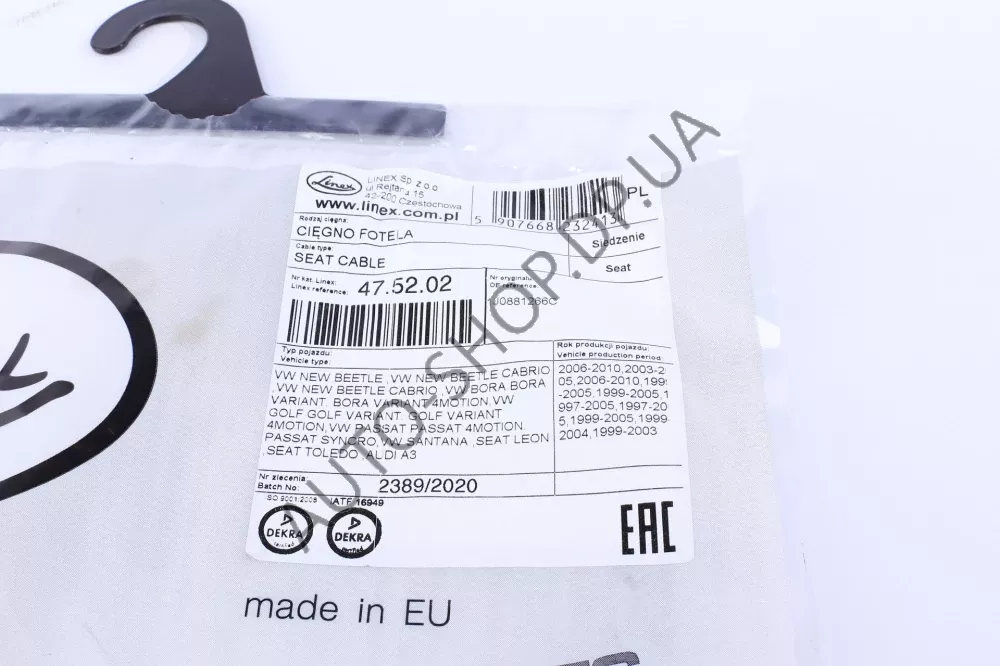 Linex
LINEX Sp. z o.o
ul Rejtana 15
42-200 Czestochowa
www.linex.com.pl
PL
5 907668 232413
Rodzaj cięgna:
CIĘGNO FOTELA
Siedzenie
Cable type:
SEAT CABLE
Seat
Nr kat. Linex:
Linex reference: 47.52.02
Nr oryginału
OE reference
1J0881266C
Typ pojazdu:
Vehicle type:
Rok produkcji pojazdu:
Vehicle production period
VW NEW BEETLE ,VW NEW BEETLE CABRIO
,VW NEW BEETLE CABRIO ,VW BORA BORA
VARIANT. BORA VARIANT 4MOTION,VW
GOLF GOLF VARIANT. GOLF VARIANT
4MOTION,VW PASSAT PASSAT 4MOTION.
PASSAT SYNCRO,VW SANTANA ,SEAT LEON
,SEAT TOLEDO, AUDI A3
2006-2010,2003-2
05,2006-2010,199
-2005,1999-2005,1
997-2005,1997-20
5,1999-2005,1999-
2004,1999-2003
Nr zlecenia:
Batch No: 2389/2020
ISO 9001:2008 IATF 16949
DEKRA
DEKRA
EAC
made in EU
AUTO-SHOP.DP.UA